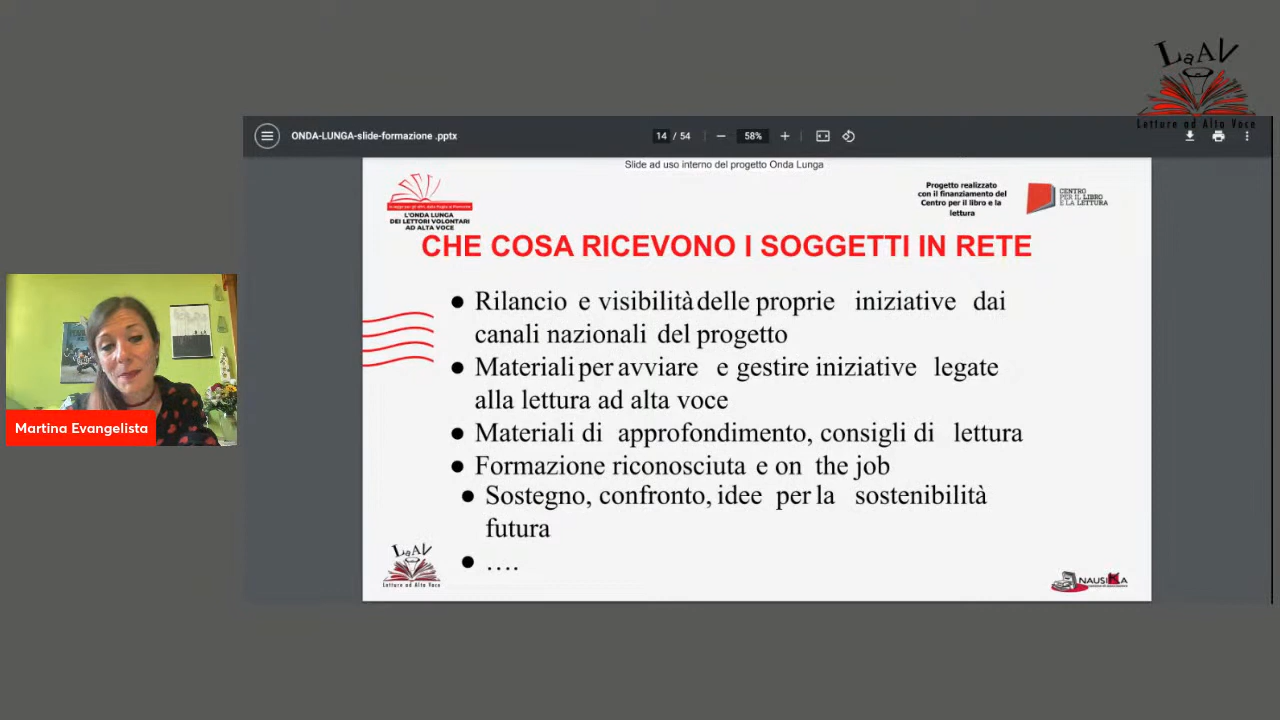 LaAV
Letture ad Alta Voce
ONDA-LUNGA-slide-formazione .pptx
14 / 54
58%
Slide ad uso interno del progetto Onda Lunga
L'ONDA LUNGA
DEI LETTORI VOLONTARI
AD ALTA VOCE
Progetto realizzato
con il finanziamento del
Centro per il libro e la
lettura
CENTRO
PER IL LIBRO
E LA LETTURA
CHE COSA RICEVONO I SOGGETTI IN RETE
● Rilancio e visibilità delle proprie iniziative dai
canali nazionali del progetto
● Materiali per avviare e gestire iniziative legate
alla lettura ad alta voce
● Materiali di approfondimento, consigli di lettura
● Formazione riconosciuta e on the job
● Sostegno, confronto, idee per la sostenibilità
futura
● ....
Martina Evangelista
LaAV
Letture ad Alta Voce
NAUSIKA